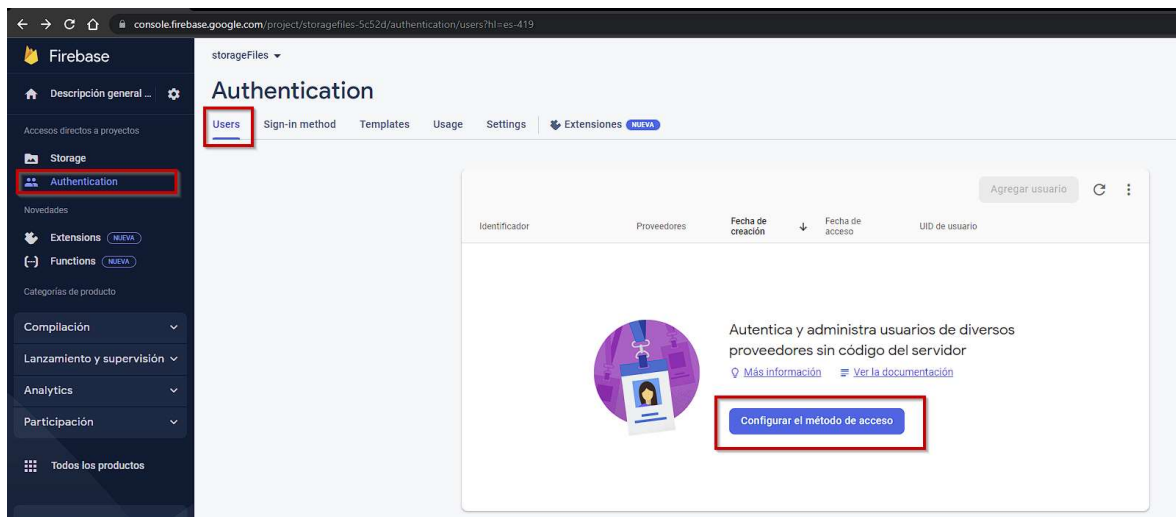 console.firebase.google.com/project/storagefiles-5c52d/authentication/users?hl=es-419
Firebase
Descripción general ...
Accesos directos a proyectos
Storage
Authentication
Novedades
Extensions NUEVA
Functions NUEVA
Categorías de producto
Compilación
Lanzamiento y supervisión
Analytics
Participación
Todos los productos
storageFiles
Authentication
Users Sign-in method Templates Usage Settings Extensiones NUEVA
Agregar usuario
Identificador Proveedores Fecha de creación Fecha de acceso UID de usuario
Autentica y administra usuarios de diversos
proveedores sin código del servidor
Más información Ver la documentación
Configurar el método de acceso